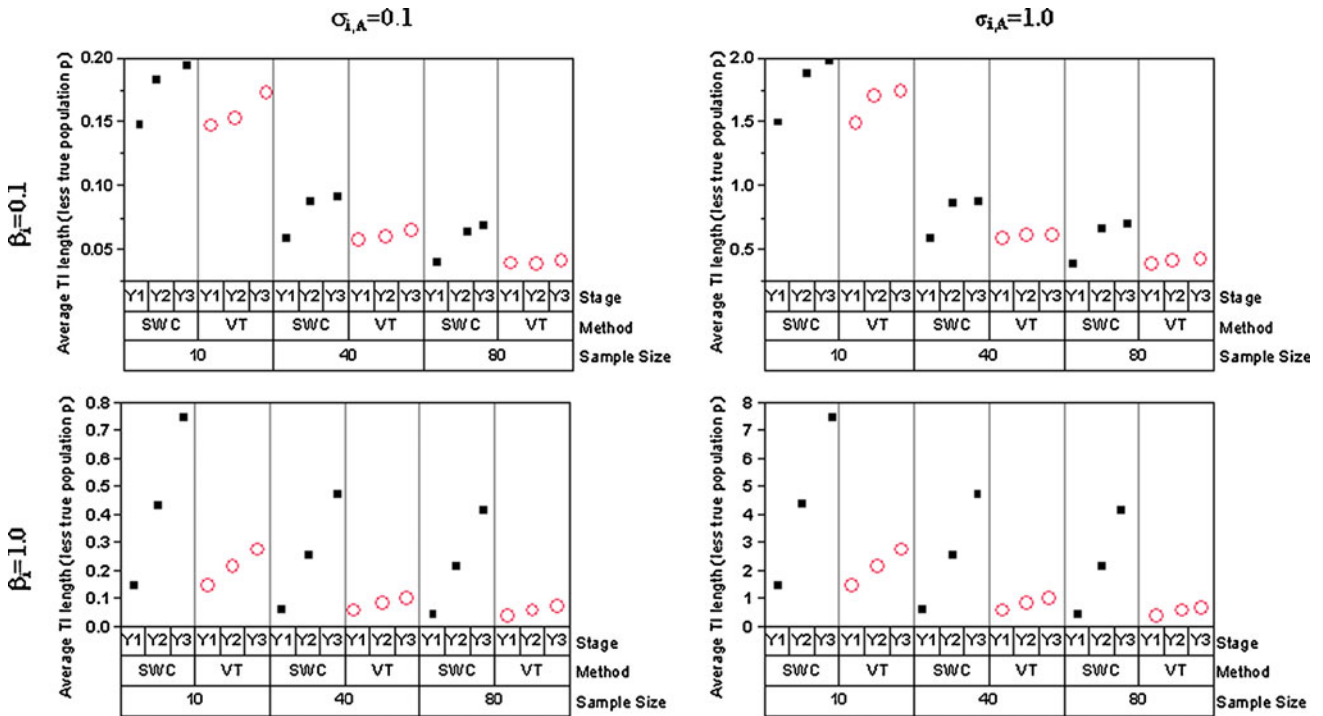 σi,A=0.1
σi,A=1.0
βi=0.1
Average TI length (less true population p)
0.20
0.15
0.10
0.05
Y1 Y2 Y3 Y1 Y2 Y3 Y1 Y2 Y3 Y1 Y2 Y3 Y1 Y2 Y3 Y1 Y2 Y3 Stage
SWC VT SWC VT SWC VT Method
10 40 80 Sample Size
Average TI length (less true population p)
2.0
1.5
1.0
0.5
Y1 Y2 Y3 Y1 Y2 Y3 Y1 Y2 Y3 Y1 Y2 Y3 Y1 Y2 Y3 Y1 Y2 Y3 Stage
SWC VT SWC VT SWC VT Method
10 40 80 Sample Size
βi=1.0
Average TI length (less true population p)
0.8
0.7
0.6
0.5
0.4
0.3
0.2
0.1
0.0
Y1 Y2 Y3 Y1 Y2 Y3 Y1 Y2 Y3 Y1 Y2 Y3 Y1 Y2 Y3 Y1 Y2 Y3 Stage
SWC VT SWC VT SWC VT Method
10 40 80 Sample Size
Average TI length (less true population p)
8
7
6
5
4
3
2
1
0
Y1 Y2 Y3 Y1 Y2 Y3 Y1 Y2 Y3 Y1 Y2 Y3 Y1 Y2 Y3 Y1 Y2 Y3 Stage
SWC VT SWC VT SWC VT Method
10 40 80 Sample Size